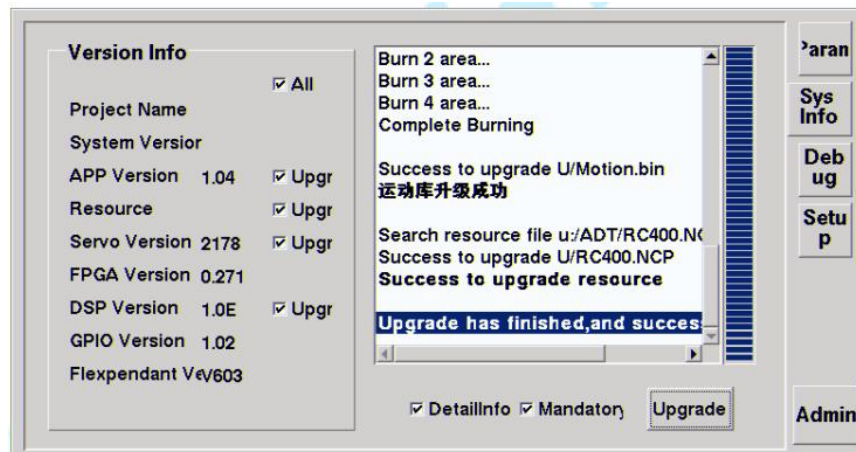 Version Info
All
Project Name
System Versior
APP Version 1.04 Upgr
Resource Upgr
Servo Version 2178 Upgr
FPGA Version 0.271
DSP Version 1.0E Upgr
GPIO Version 1.02
Flexpendant Ve V603
Burn 2 area...
Burn 3 area...
Burn 4 area...
Complete Burning
Success to upgrade U/Motion.bin
运动库升级成功
Search resource file u:/ADT/RC400.NC
Success to upgrade U/RC400.NCP
Success to upgrade resource
Upgrade has finished,and success
DetailInfo Mandatory Upgrade
Paran
Sys
Info
Deb
ug
Setu
p
Admin